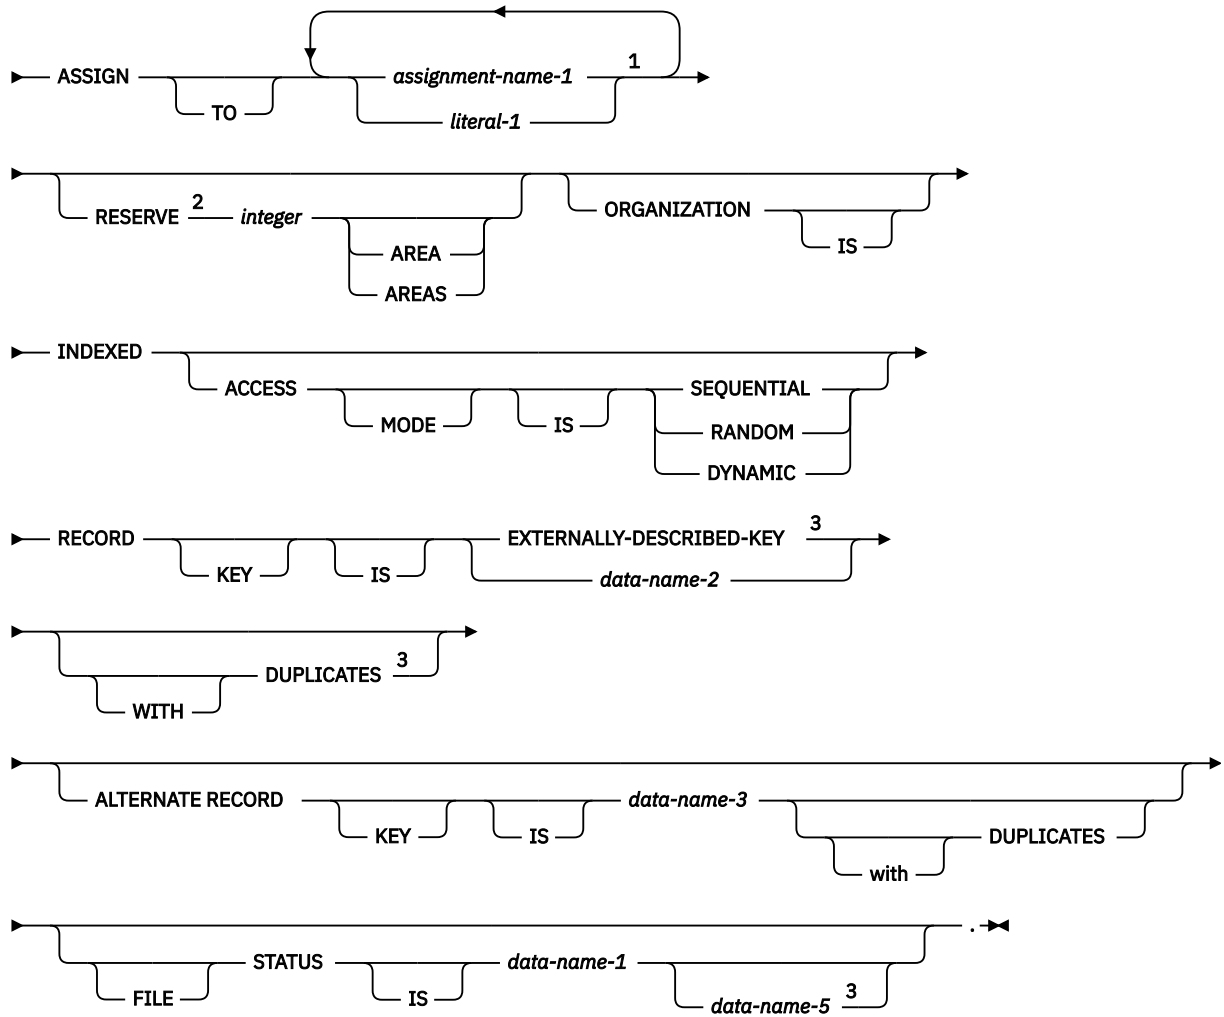 ASSIGN TO assignment-name-1 1
literal-1
RESERVE 2 integer AREA AREAS ORGANIZATION IS
INDEXED ACCESS MODE IS SEQUENTIAL
RANDOM
DYNAMIC
RECORD KEY IS EXTERNALLY-DESCRIBED-KEY 3
data-name-2
WITH DUPLICATES 3
ALTERNATE RECORD KEY IS data-name-3 with DUPLICATES
FILE STATUS IS data-name-1 data-name-5 3 .